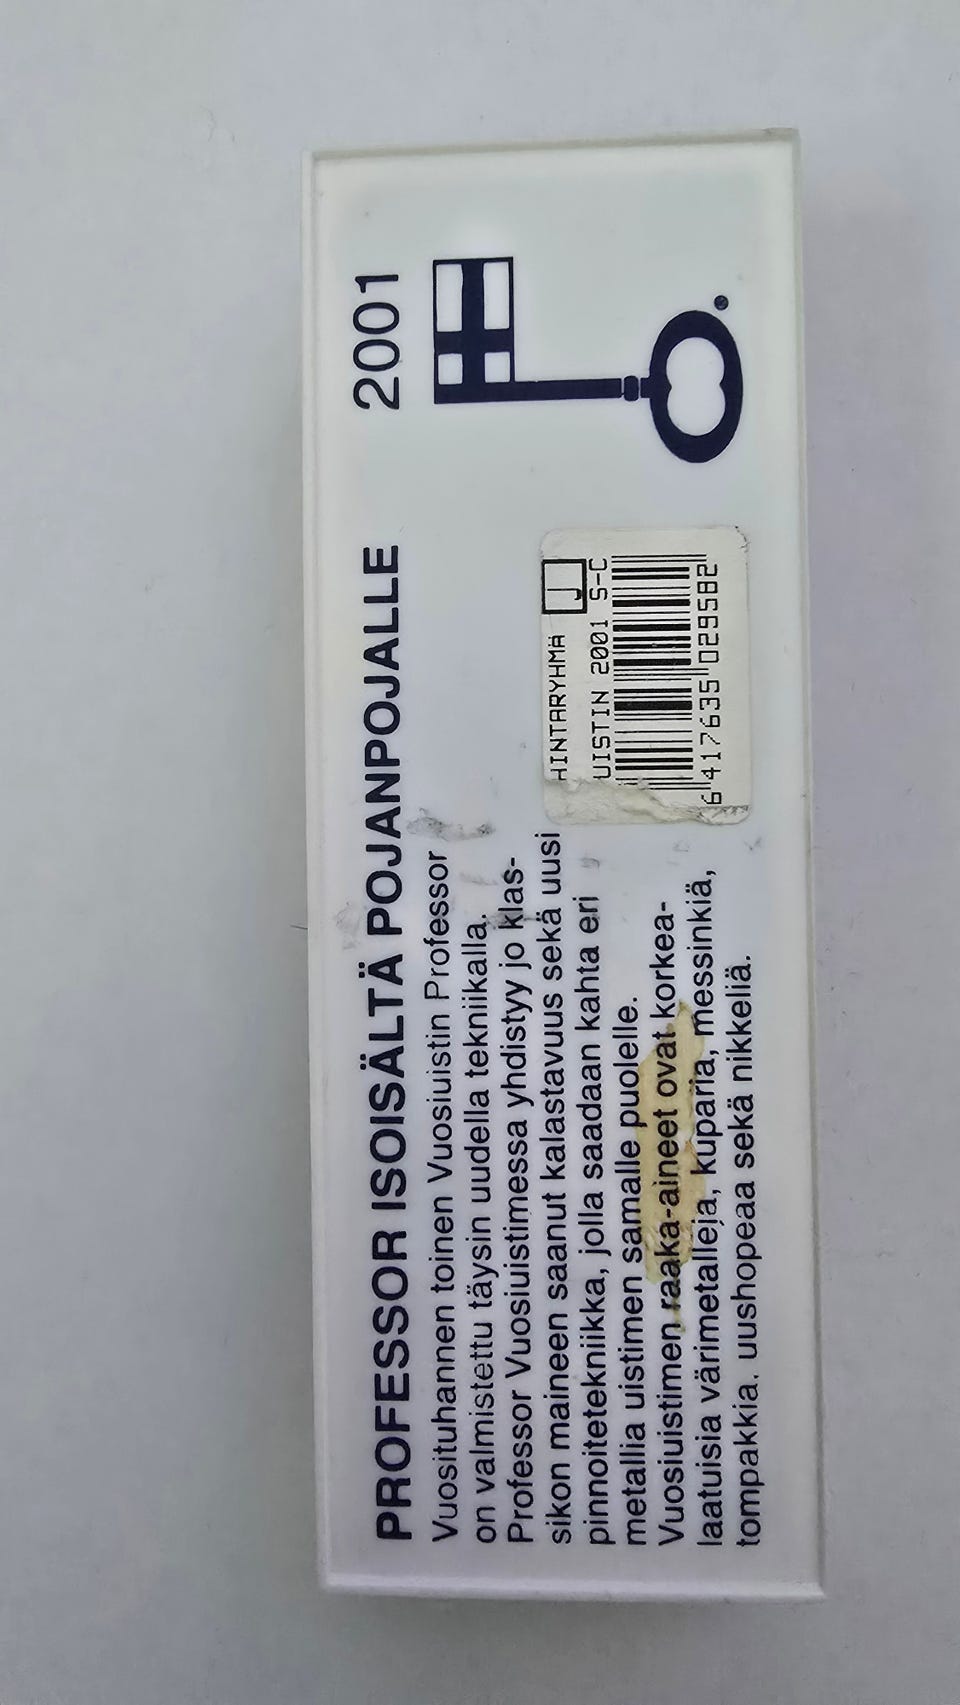 PROFESSOR ISOISÄLTÄ POJANPOJALLE 2001
Vuosituhannen toinen Vuosiuistin Professor
on valmistettu täysin uudella tekniikalla.
Professor Vuosiuistimessa yhdistyy jo klas-
sikon maineen saanut kalastavuus sekä uusi
pinnoitetekniikka, jolla saadaan kahta eri
metallia uistimen samalle puolelle.
Vuosiuistimen raaka-aineet ovat korkea-
laatuisia värimetalleja, kuparia, messinkiä,
tompakkia, uushopeaa sekä nikkeliä.
HINTARYHMÄ J
UISTIN 2001 S-C
6 417635 029582